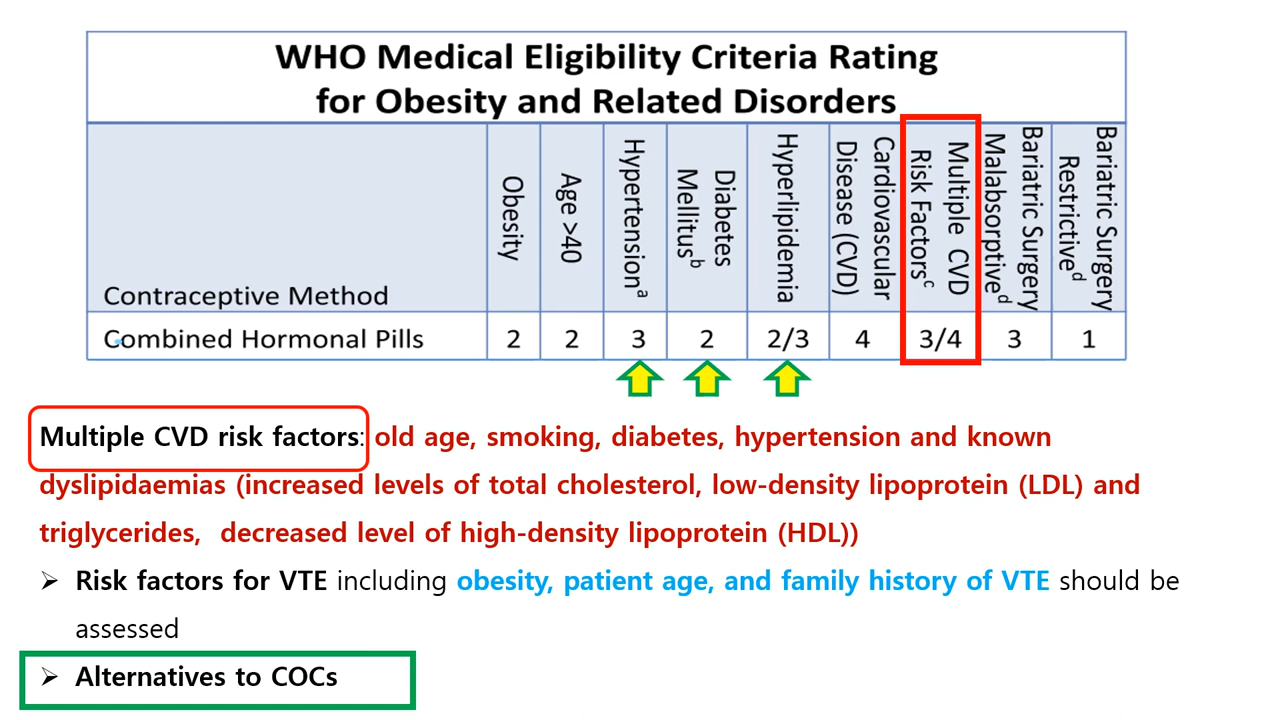 WHO Medical Eligibility Criteria Rating
for Obesity and Related Disorders
Contraceptive Method
Obesity
Age >40
Hypertensionᵃ
Diabetes
Mellitusᵇ
Hyperlipidemia
Cardiovascular
Disease (CVD)
Multiple CVD
Risk Factorsᶜ
Bariatric Surgery
Malabsorptiveᵈ
Bariatric Surgery
Restrictiveᵈ
Combined Hormonal Pills 2 2 3 2 2/3 4 3/4 3 1
Multiple CVD risk factors: old age, smoking, diabetes, hypertension and known
dyslipidaemias (increased levels of total cholesterol, low-density lipoprotein (LDL) and
triglycerides, decreased level of high-density lipoprotein (HDL))
➢ Risk factors for VTE including obesity, patient age, and family history of VTE should be
assessed
➢ Alternatives to COCs